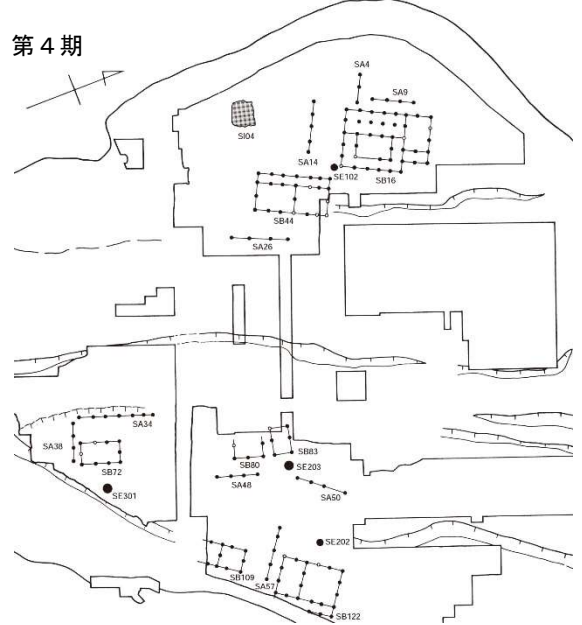 第４期
SA4
SA9
SI04
SA14
SE102
SB16
SB44
SA26
SA34
SA38
SB72
SE301
SB83
SB80
SE203
SA48
SA50
SE202
SB109
SA57
SB122